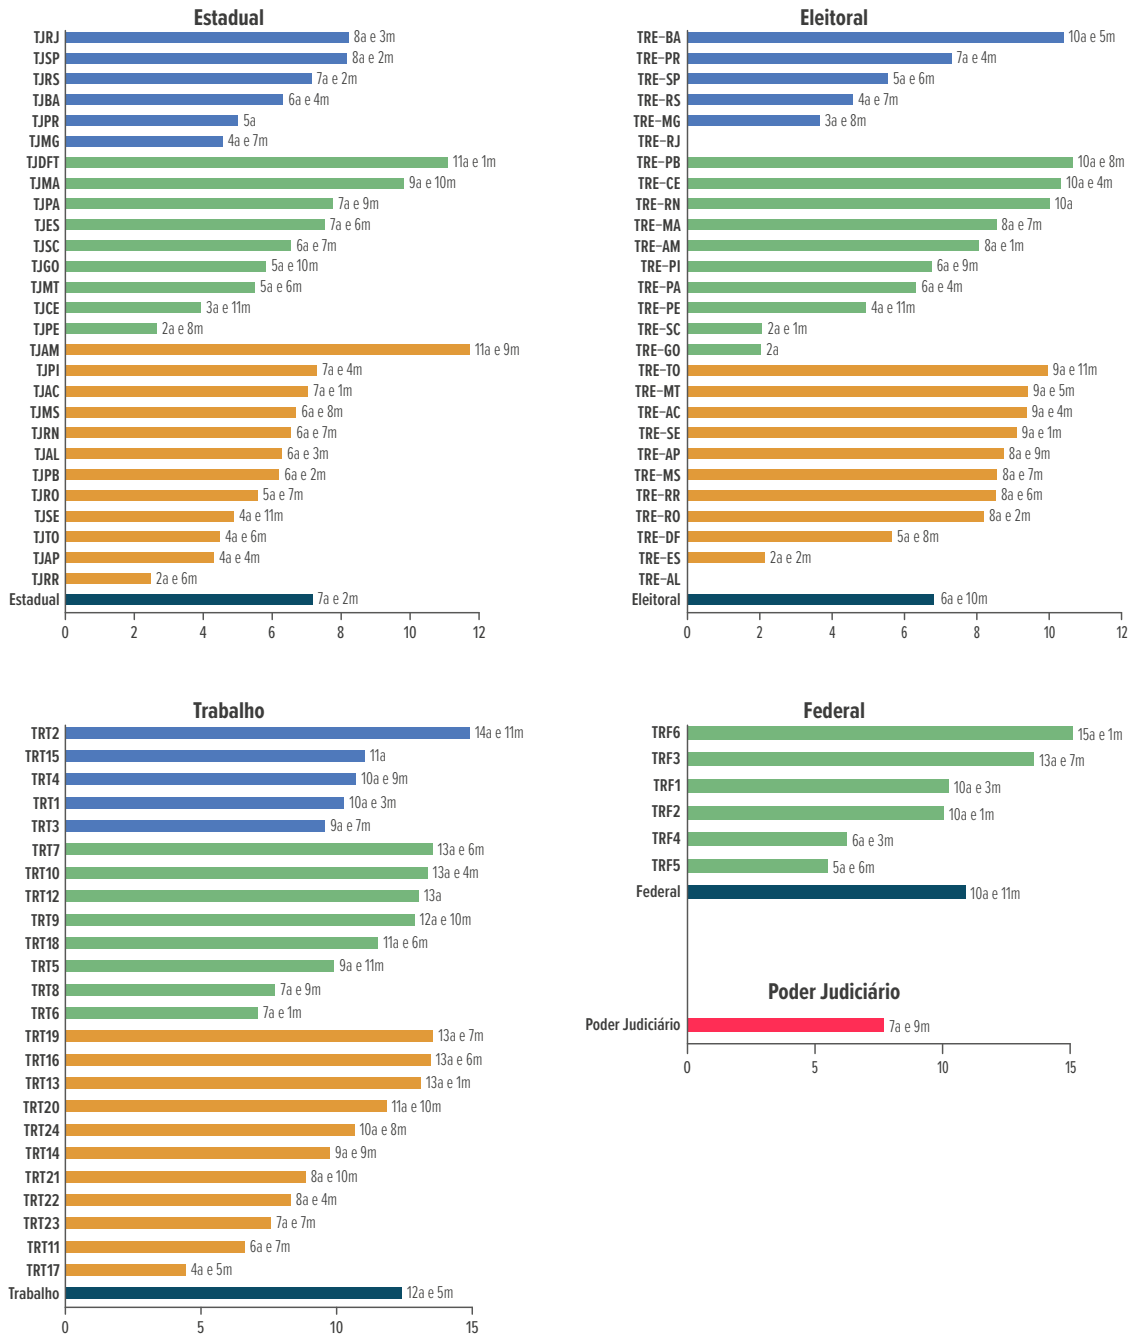 Estadual
TJRJ 8a e 3m
TJSP 8a e 2m
TJRS 7a e 2m
TJBA 6a e 4m
TJPR 5a
TJMG 4a e 7m
TJDFT 11a e 1m
TJMA 9a e 10m
TJPA 7a e 9m
TJES 7a e 6m
TJSC 6a e 7m
TJGO 5a e 10m
TJMT 5a e 6m
TJCE 3a e 11m
TJPE 2a e 8m
TJAM 11a e 9m
TJPI 7a e 4m
TJAC 7a e 1m
TJMS 6a e 8m
TJRN 6a e 7m
TJAL 6a e 3m
TJPB 6a e 2m
TJRO 5a e 7m
TJSE 4a e 11m
TJTO 4a e 6m
TJAP 4a e 4m
TJRR 2a e 6m
Estadual 7a e 2m
0 2 4 6 8 10 12
Eleitoral
TRE-BA 10a e 5m
TRE-PR 7a e 4m
TRE-SP 5a e 6m
TRE-RS 4a e 7m
TRE-MG 3a e 8m
TRE-RJ
TRE-PB 10a e 8m
TRE-CE 10a e 4m
TRE-RN 10a
TRE-MA 8a e 7m
TRE-AM 8a e 1m
TRE-PI 6a e 9m
TRE-PA 6a e 4m
TRE-PE 4a e 11m
TRE-SC 2a e 1m
TRE-GO 2a
TRE-TO 9a e 11m
TRE-MT 9a e 5m
TRE-AC 9a e 4m
TRE-SE 9a e 1m
TRE-AP 8a e 9m
TRE-MS 8a e 7m
TRE-RR 8a e 6m
TRE-RO 8a e 2m
TRE-DF 5a e 8m
TRE-ES 2a e 2m
TRE-AL
Eleitoral 6a e 10m
0 2 4 6 8 10 12
Trabalho
TRT2 14a e 11m
TRT15 11a
TRT4 10a e 9m
TRT1 10a e 3m
TRT3 9a e 7m
TRT7 13a e 6m
TRT10 13a e 4m
TRT12 13a
TRT9 12a e 10m
TRT18 11a e 6m
TRT5 9a e 11m
TRT8 7a e 9m
TRT6 7a e 1m
TRT19 13a e 7m
TRT16 13a e 6m
TRT13 13a e 1m
TRT20 11a e 10m
TRT24 10a e 8m
TRT14 9a e 9m
TRT21 8a e 10m
TRT22 8a e 4m
TRT23 7a e 7m
TRT11 6a e 7m
TRT17 4a e 5m
Trabalho 12a e 5m
0 5 10 15
Federal
TRF6 15a e 1m
TRF3 13a e 7m
TRF1 10a e 3m
TRF2 10a e 1m
TRF4 6a e 3m
TRF5 5a e 6m
Federal 10a e 11m
Poder Judiciário
Poder Judiciário 7a e 9m
0 5 10 15